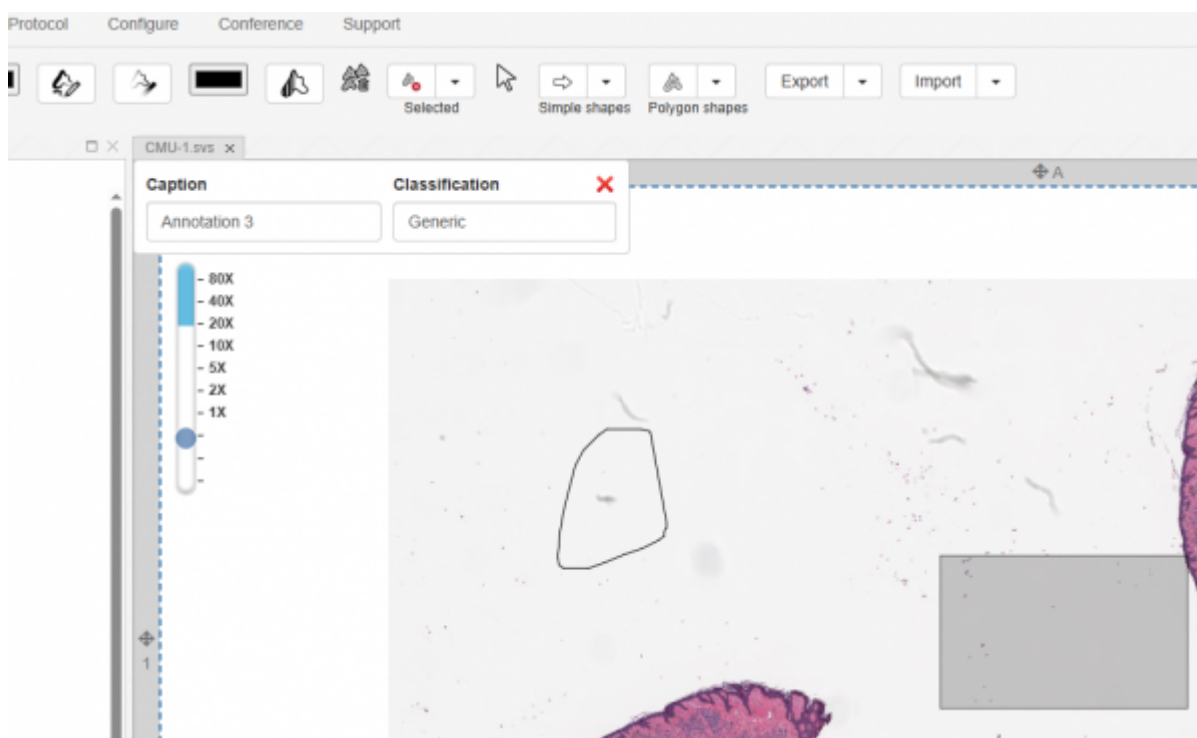 Protocol Configure Conference Support
Export Import
Selected Simple shapes Polygon shapes
CMU-1.svs x
A
Caption Classification
Annotation 3 Generic
- 80X
- 40X
- 20X
- 10X
- 5X
- 2X
- 1X
1